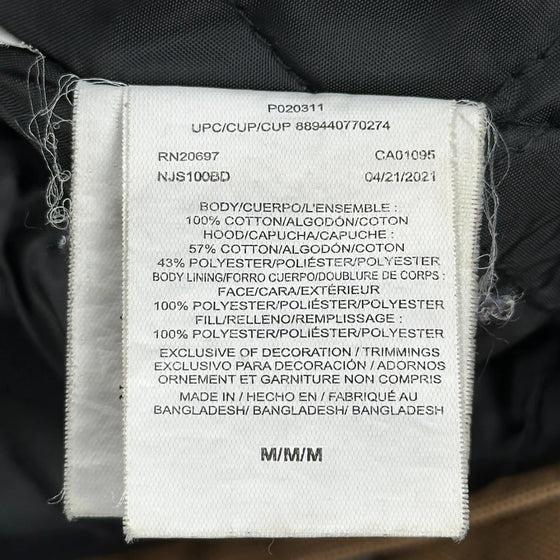 P020311
UPC/CUP/CUP 889440770274
RN20697 CA01095
NJS100BD 04/21/2021
BODY/CUERPO/L'ENSEMBLE :
100% COTTON/ALGODÓN/COTON
HOOD/CAPUCHA/CAPUCHE :
57% COTTON/ALGODÓN/COTON
43% POLYESTER/POLIÉSTER/POLYESTER
BODY LINING/FORRO CUERPO/DOUBLURE DE CORPS :
FACE/CARA/EXTÉRIEUR
100% POLYESTER/POLIÉSTER/POLYESTER
FILL/RELLENO/REMPLISSAGE :
100% POLYESTER/POLIÉSTER/POLYESTER
EXCLUSIVE OF DECORATION / TRIMMINGS
EXCLUSIVO PARA DECORACIÓN / ADORNOS
ORNEMENT ET GARNITURE NON COMPRIS
MADE IN / HECHO EN / FABRIQUÉ AU
BANGLADESH/ BANGLADESH/ BANGLADESH
M/M/M